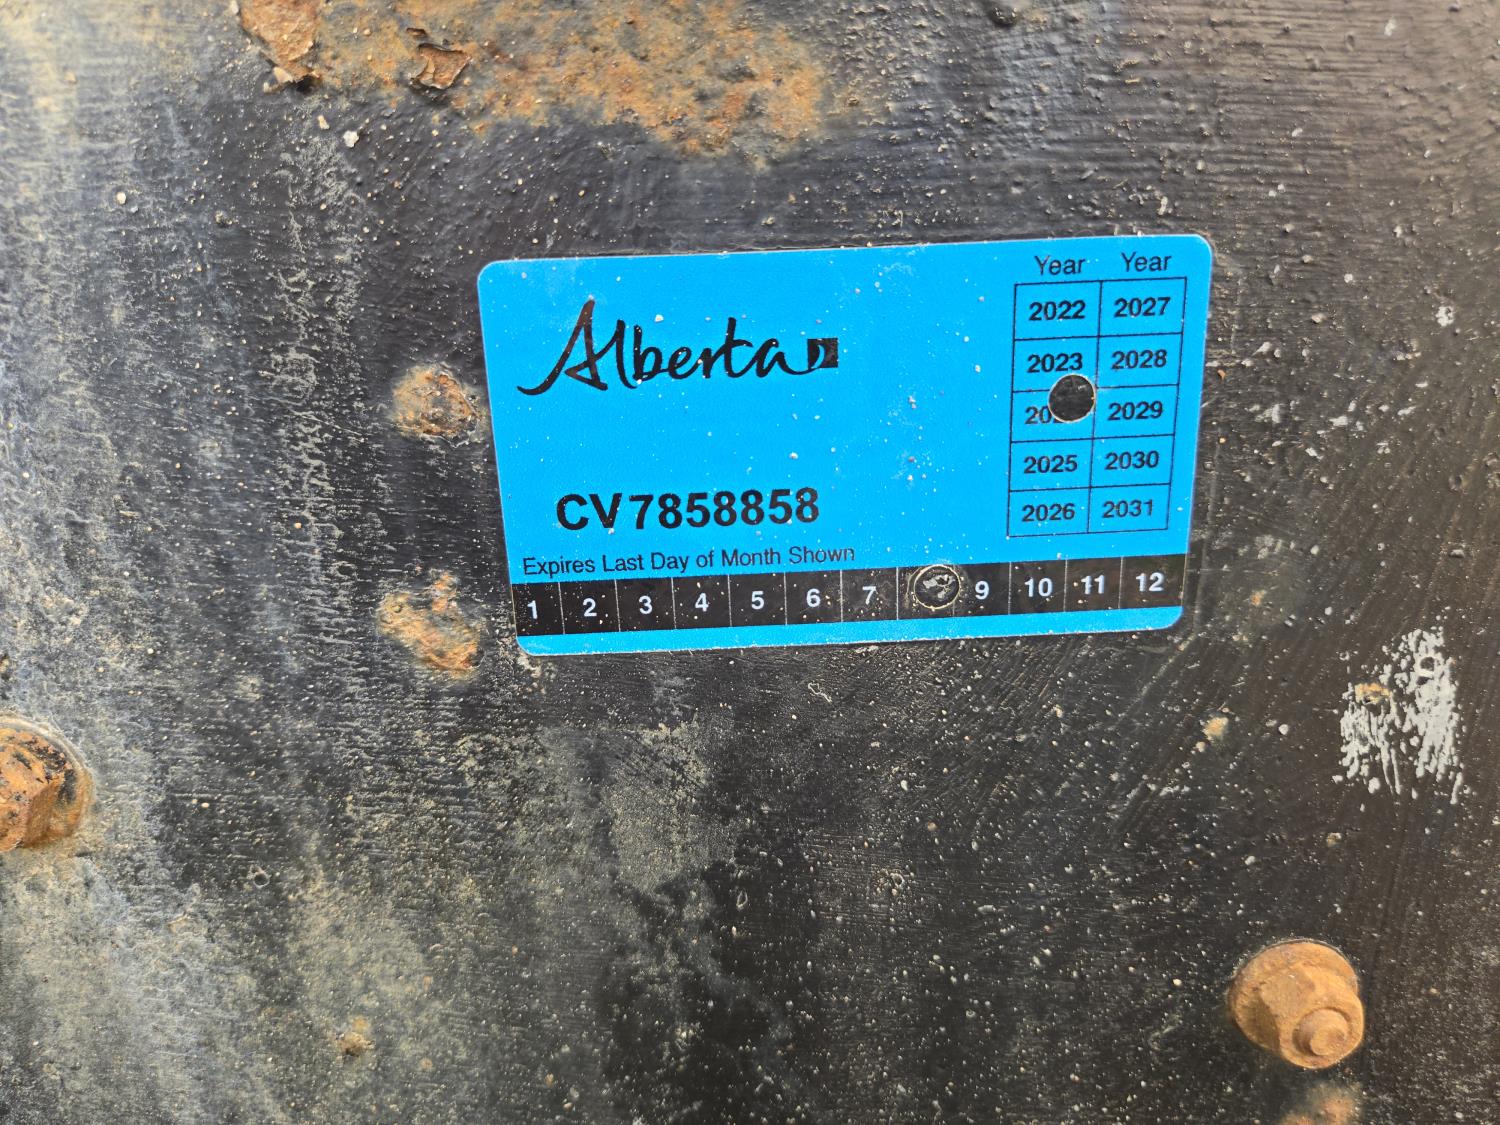 Year Year
2022 2027
Alberta
2023 2028
2029
2025 2030
CV7858858
2026 2031
Expires Last Day of Month Shown
1 2 3 4 5 6 7 9 10 11 12